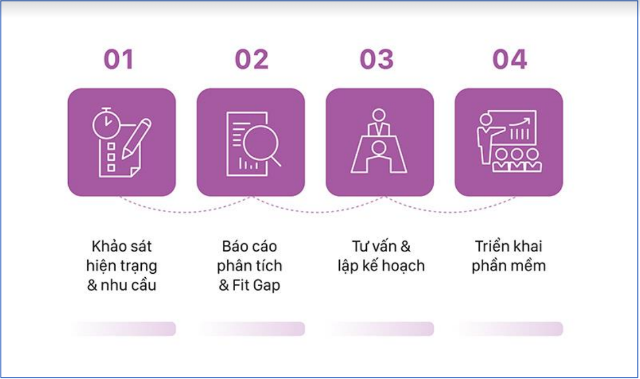 01
02
03
04
Khảo sát
hiện trạng
& nhu cầu
Báo cáo
phân tích
& Fit Gap
Tư vấn &
lập kế hoạch
Triển khai
phần mềm